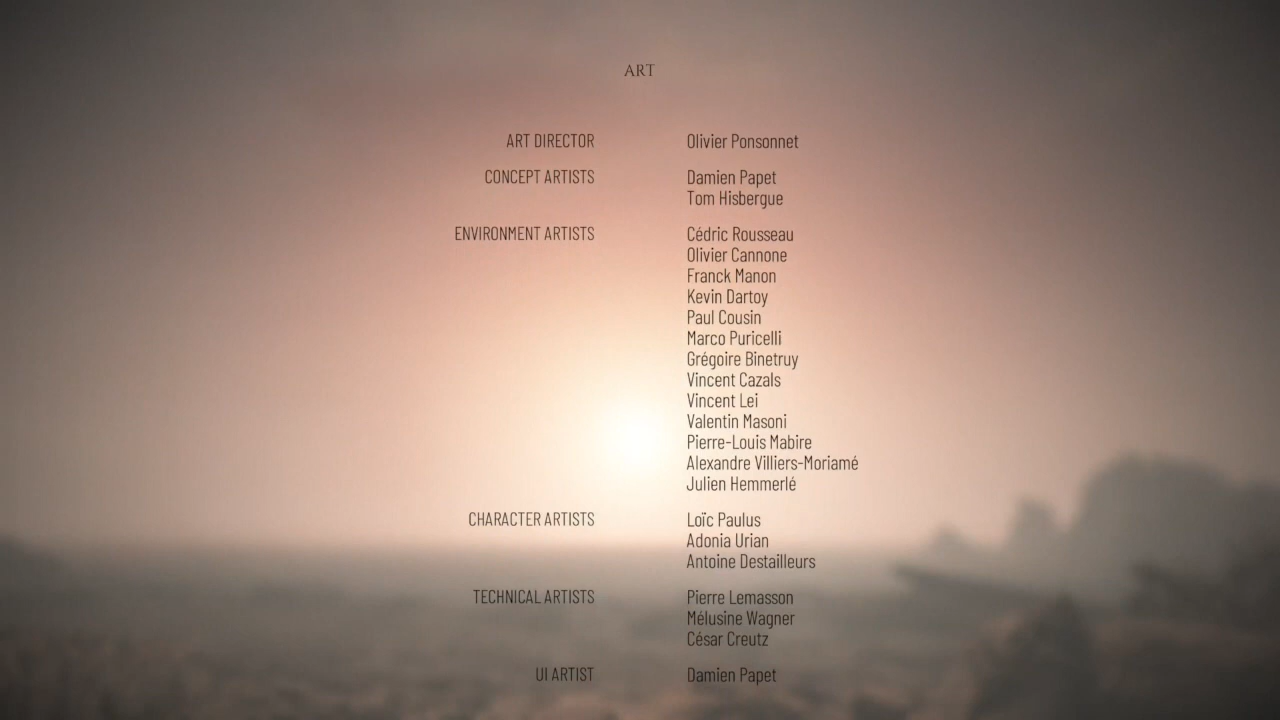 ART
ART DIRECTOR Olivier Ponsonnet
CONCEPT ARTISTS Damien Papet
Tom Hisbergue
ENVIRONMENT ARTISTS Cédric Rousseau
Olivier Cannone
Franck Manon
Kevin Dartoy
Paul Cousin
Marco Puricelli
Grégoire Binetruy
Vincent Cazals
Vincent Lei
Valentin Masoni
Pierre-Louis Mabire
Alexandre Villiers-Moriamé
Julien Hemmerlé
CHARACTER ARTISTS Loïc Paulus
Adonia Urian
Antoine Destailleurs
TECHNICAL ARTISTS Pierre Lemasson
Mélusine Wagner
César Creutz
UI ARTIST Damien Papet